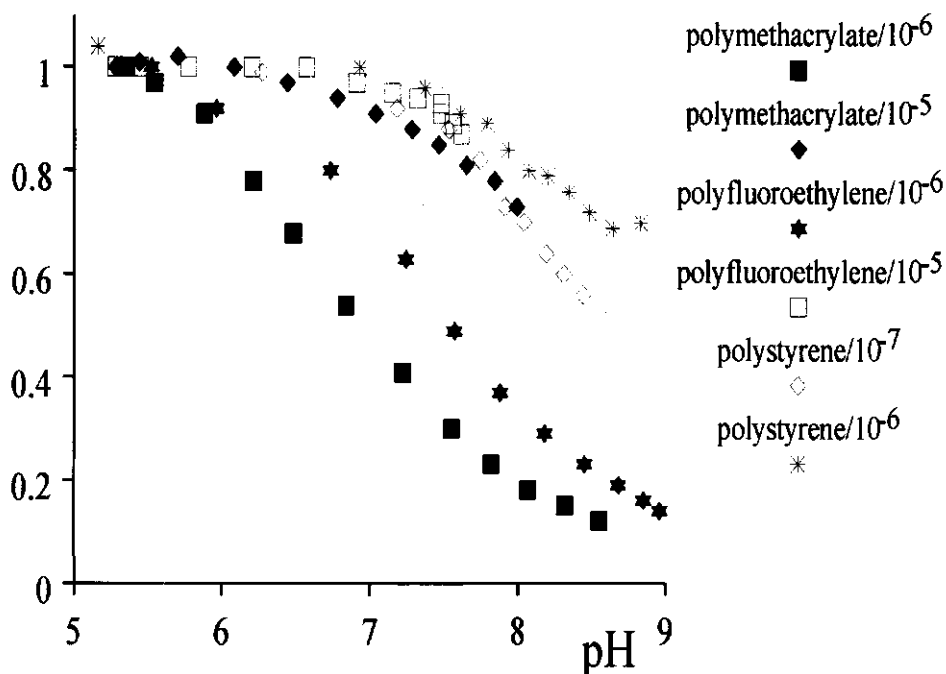 1
0.8
0.6
0.4
0.2
0
5
6
7
8
9
pH
polymethacrylate/10⁻⁶
polymethacrylate/10⁻⁵
polyfluoroethylene/10⁻⁶
polyfluoroethylene/10⁻⁵
polystyrene/10⁻⁷
polystyrene/10⁻⁶